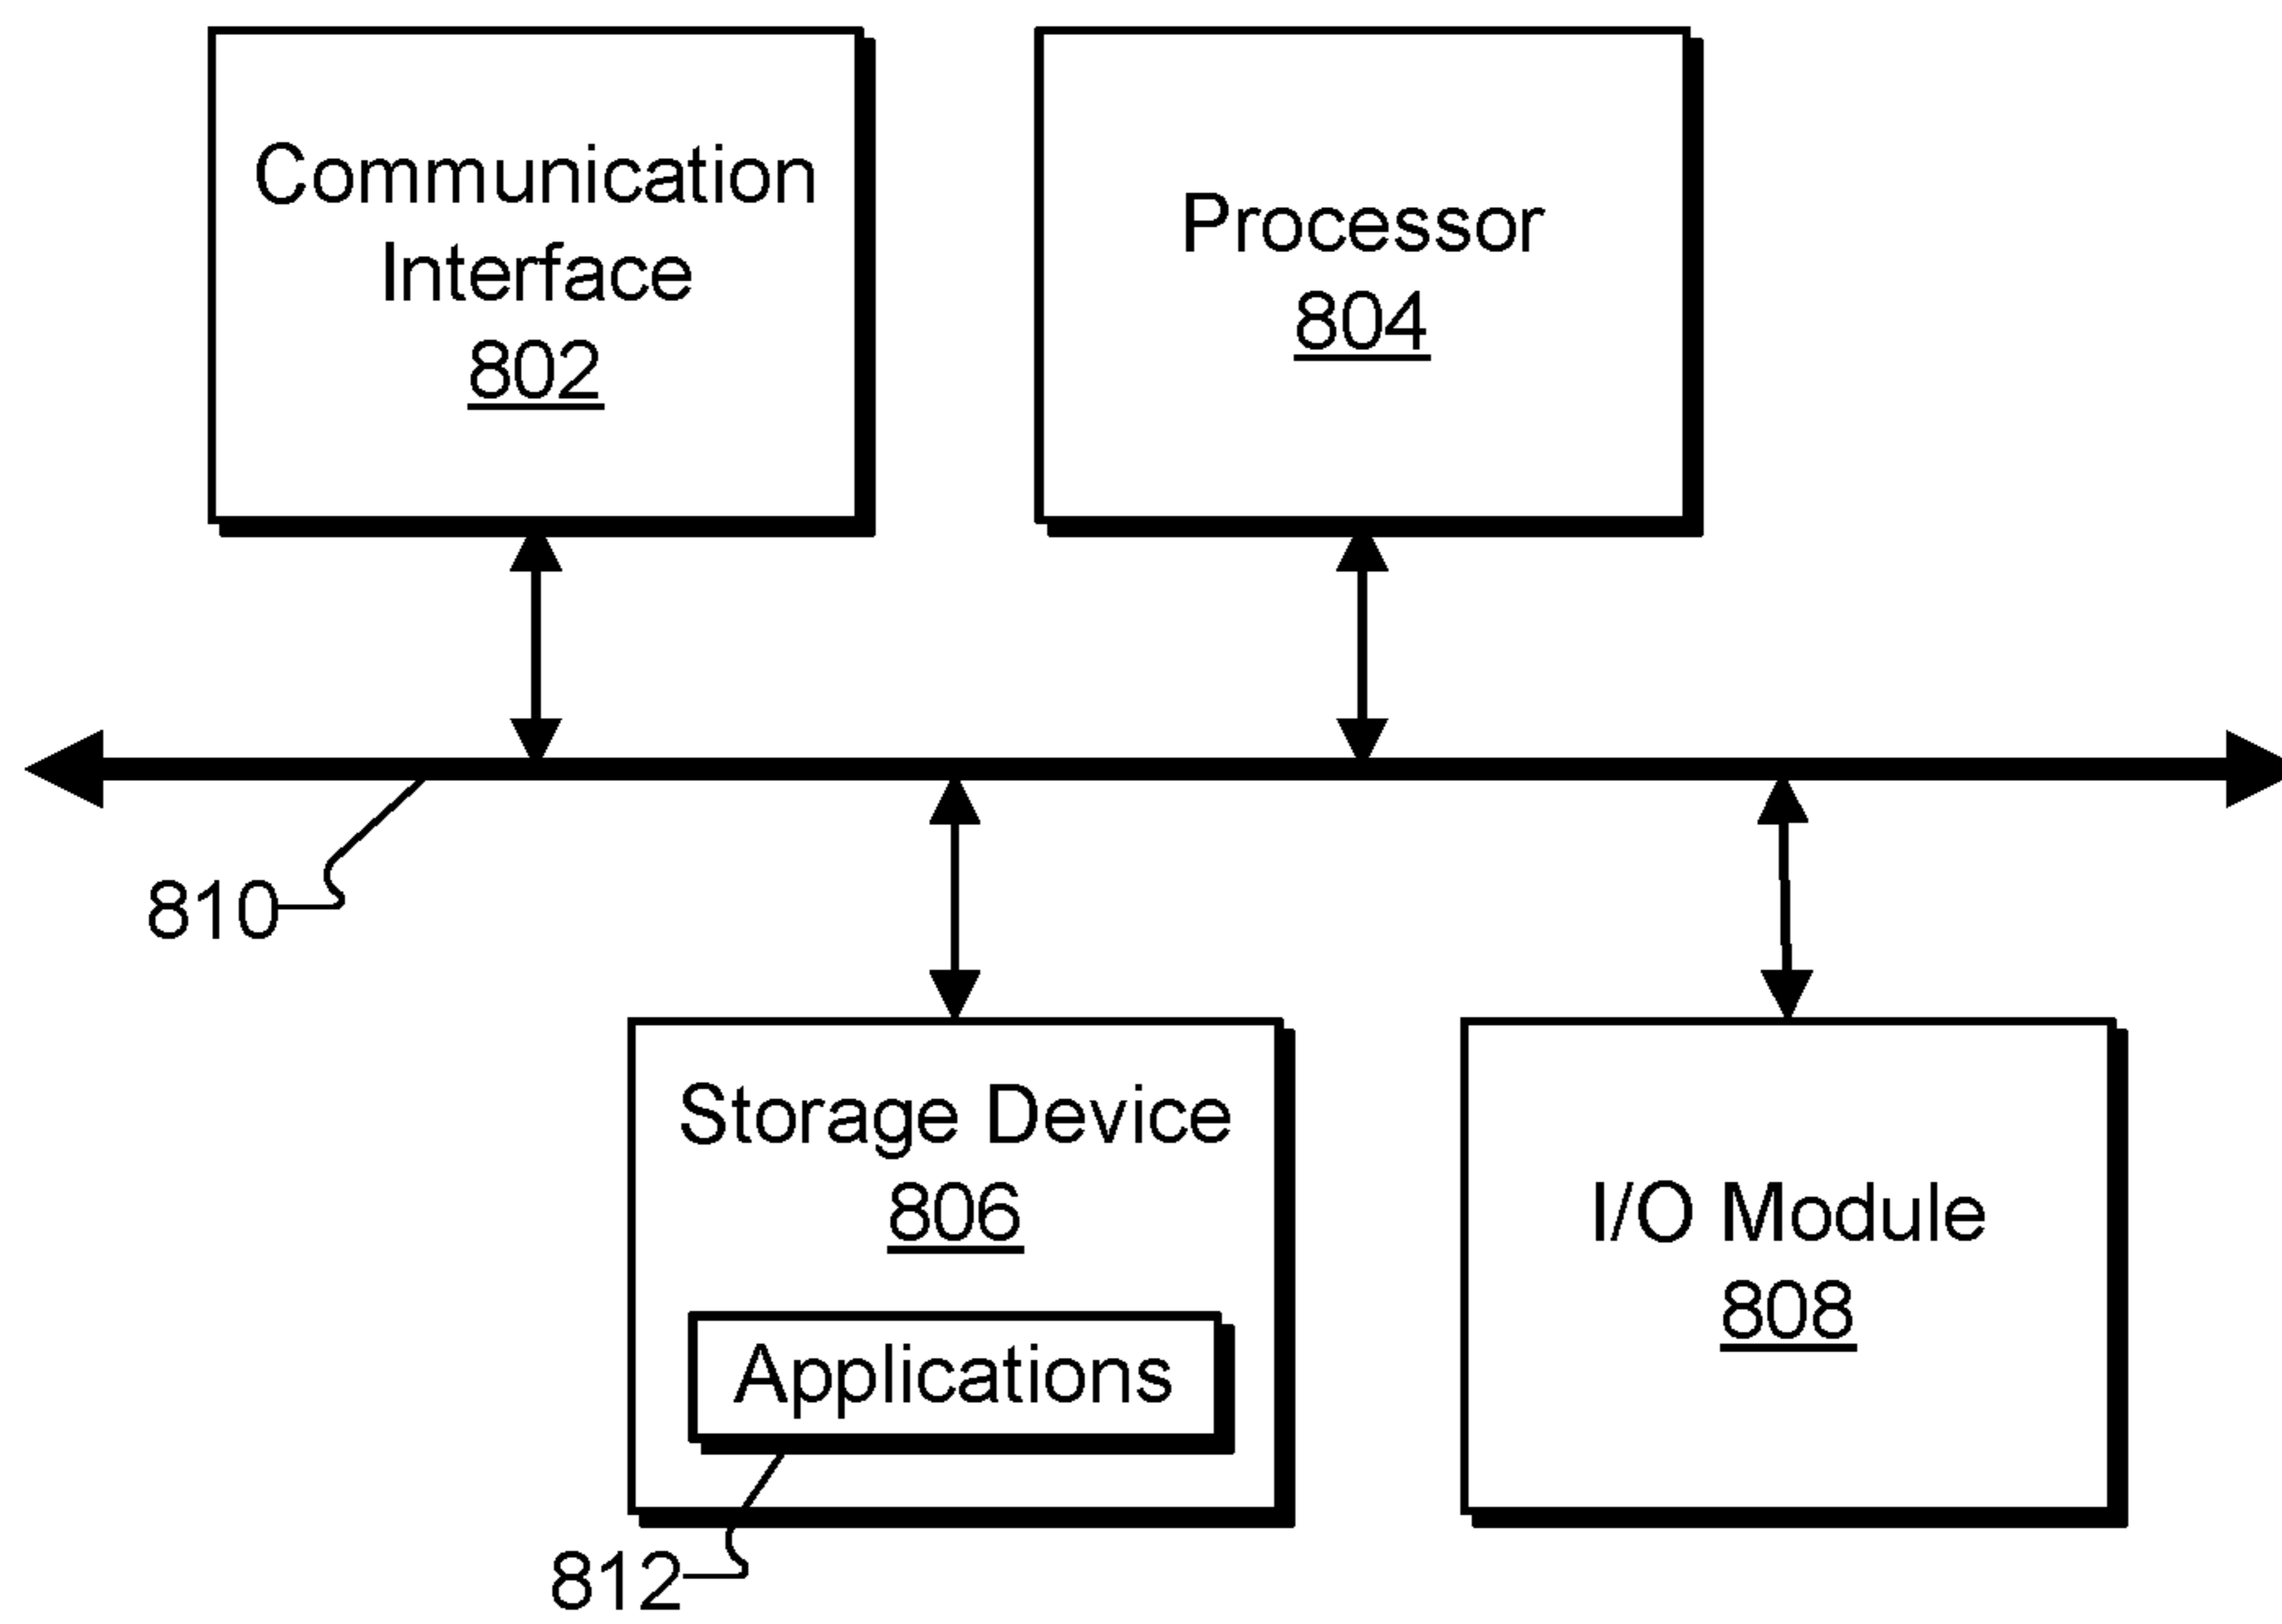 Communication
Interface
802
Processor
804
810
Storage Device
806
Applications
812
I/O Module
808